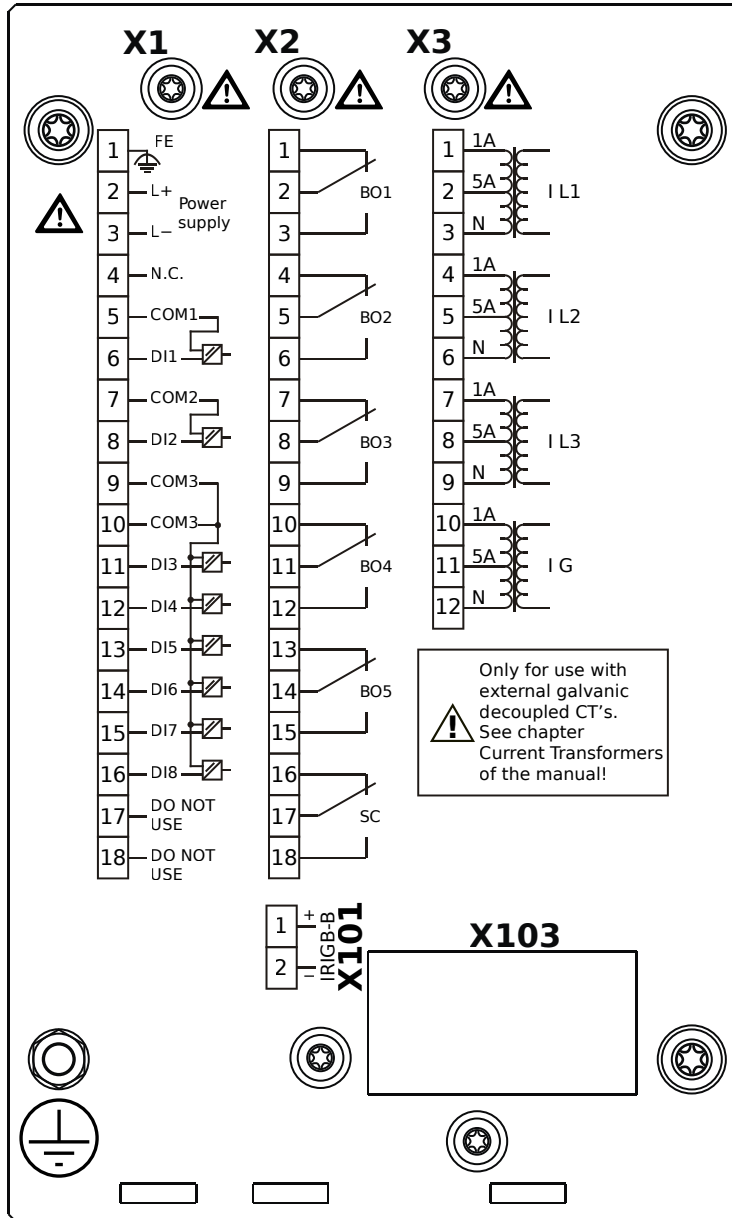 X1 X2 X3
1 FE
2 L+
Power
supply
3 L−
4 N.C.
5 COM1
6 DI1
7 COM2
8 DI2
9 COM3
10 COM3
11 DI3
12 DI4
13 DI5
14 DI6
15 DI7
16 DI8
17 DO NOT
USE
18 DO NOT
USE
1
2 BO1
3
4
5 BO2
6
7
8 BO3
9
10
11 BO4
12
13
14 BO5
15
16
17 SC
18
1 1A
2 5A I L1
3 N
4 1A
5 5A I L2
6 N
7 1A
8 5A I L3
9 N
10 1A
11 5A I G
12 N
!
!
!
!
!
Only for use with
external galvanic
decoupled CT's.
See chapter
Current Transformers
of the manual!
1 +
2 −
IRIGB-B
X101
X103